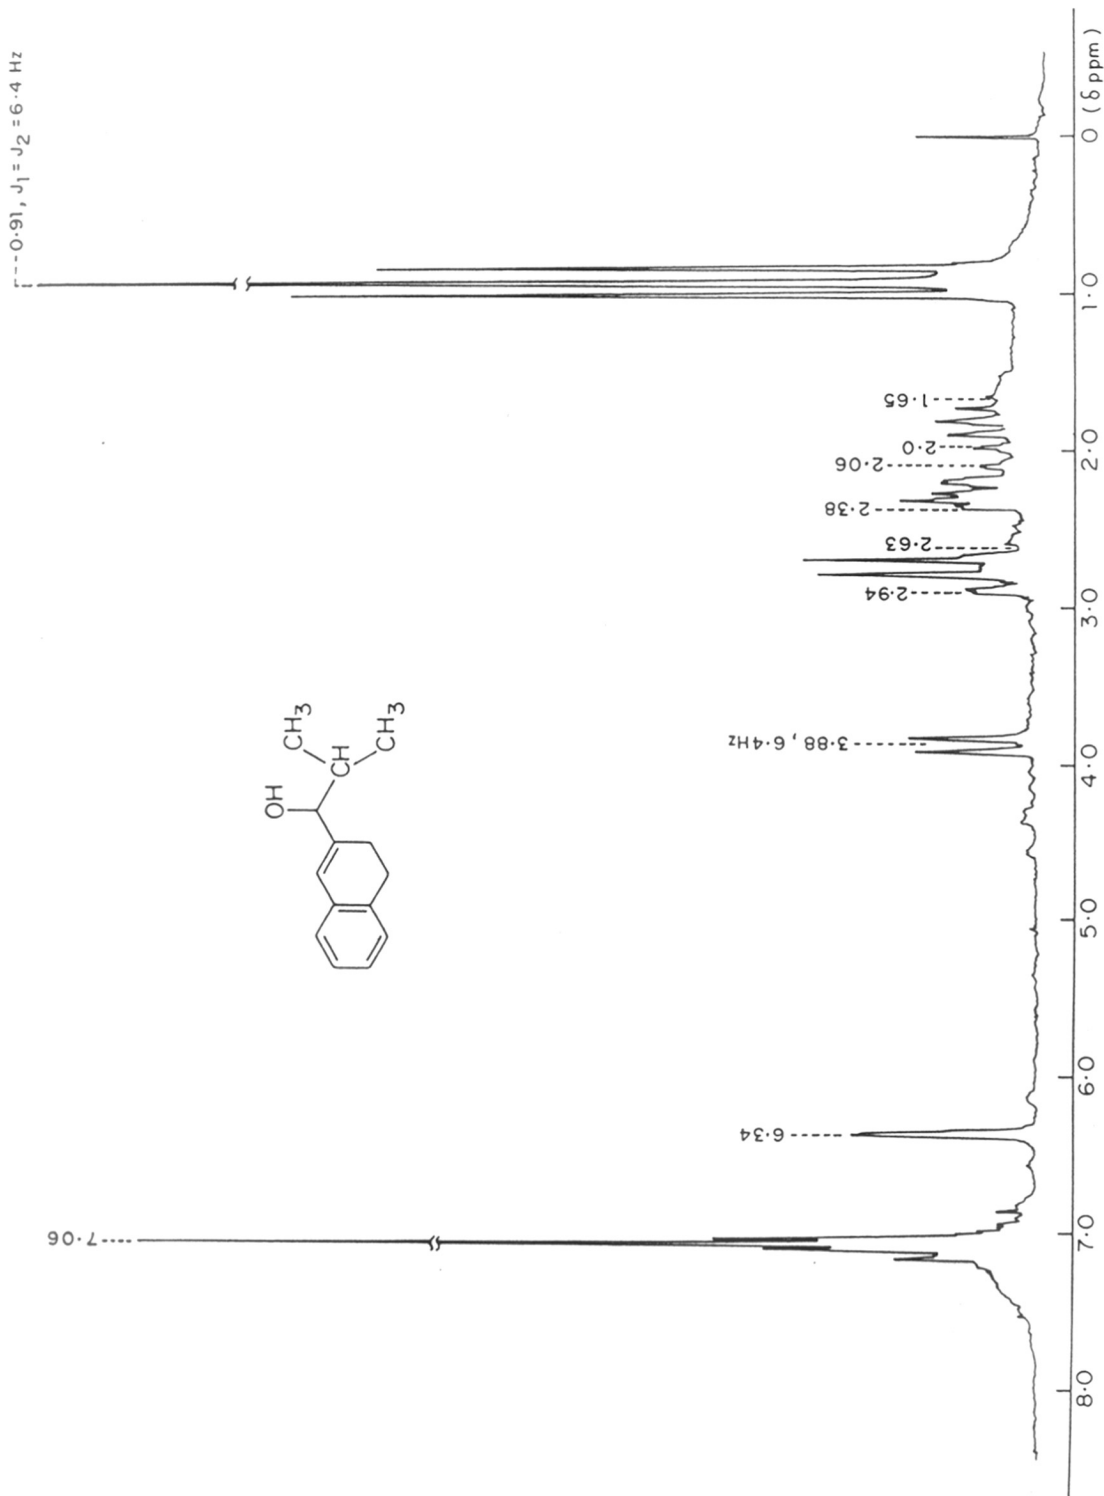 7·06
6·34
3·88, 6·4Hz
2·94
2·63
2·38
2·06
2·0
1·65
0·91, J1 = J2 = 6·4 Hz
OH
CH
CH3
CH3
8·0
7·0
6·0
5·0
4·0
3·0
2·0
1·0
0 ( δ ppm )